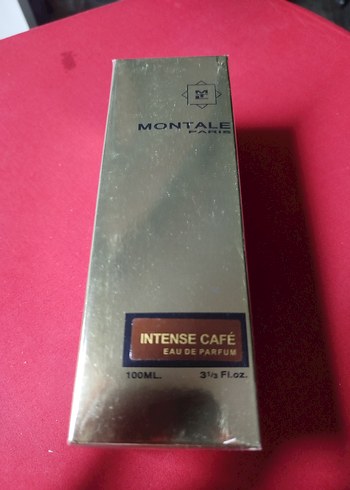 MONTALE
PARIS
INTENSE CAFÉ
EAU DE PARFUM
100ML. 3 1/3 Fl.oz.